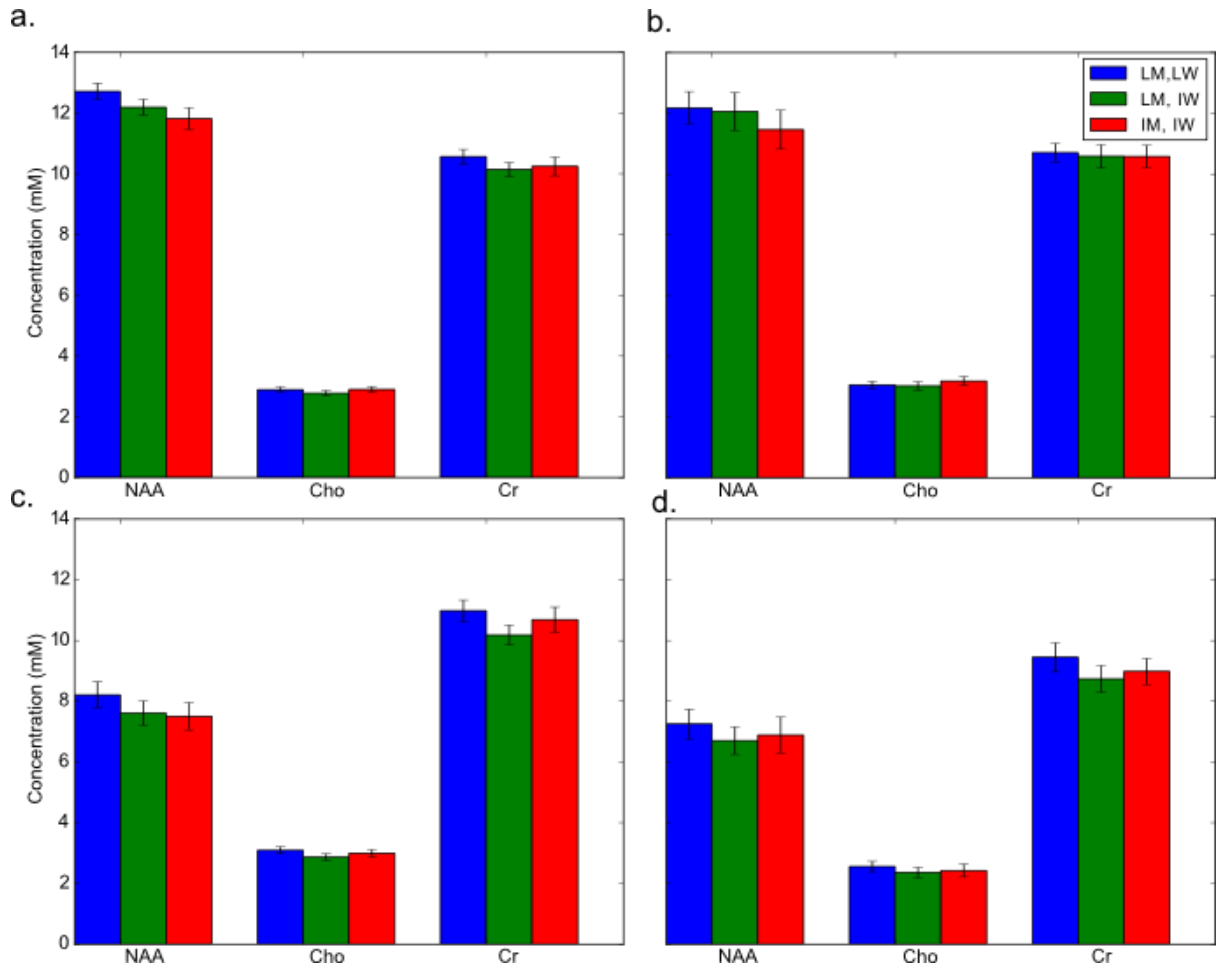 a.
b.
14
12
10
8
6
4
2
0
Concentration (mM)
NAA Cho Cr
LM,LW
LM, IW
IM, IW
NAA Cho Cr
c.
d.
14
12
10
8
6
4
2
0
Concentration (mM)
NAA Cho Cr
NAA Cho Cr